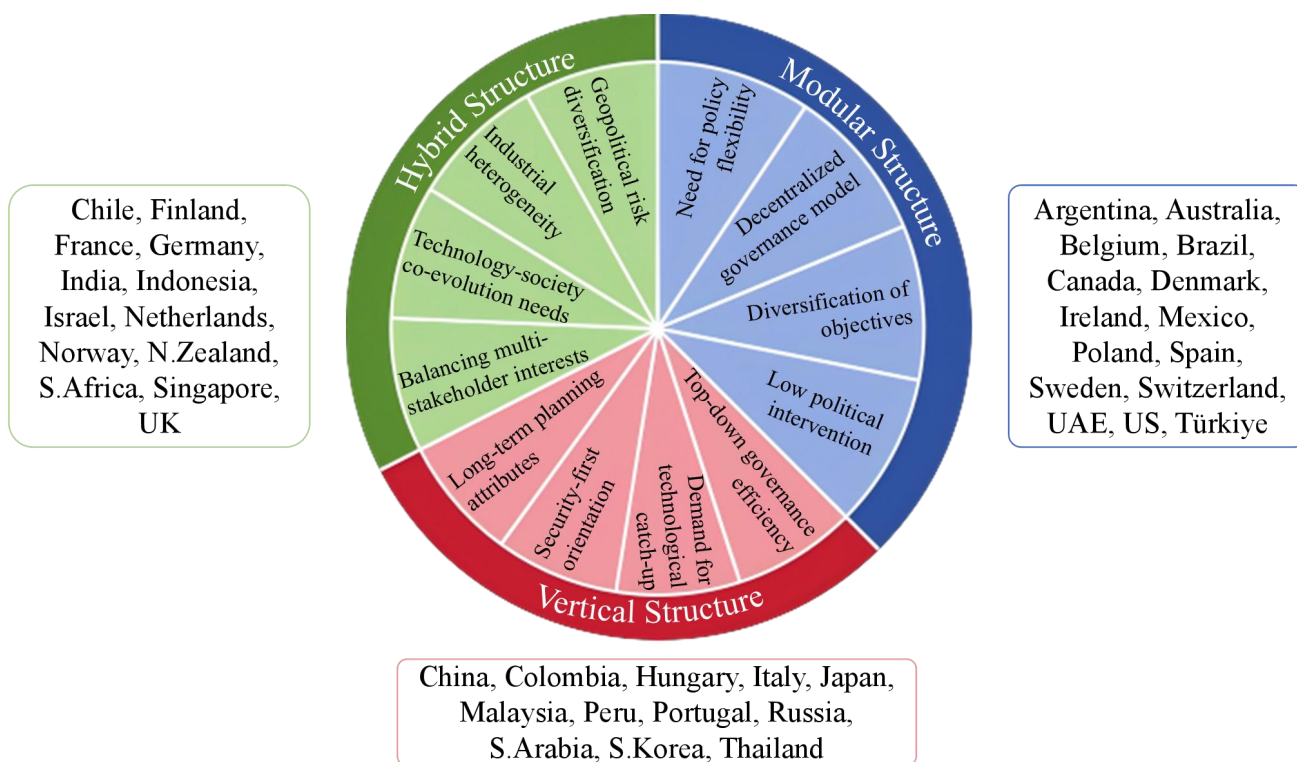 Hybrid Structure
Geopolitical risk
diversification
Industrial
heterogeneity
Technology-society
co-evolution needs
Balancing multi-
stakeholder interests
Modular Structure
Need for policy
flexibility
Decentralized
governance model
Diversification of
objectives
Low political
intervention
Vertical Structure
Top-down governance
efficiency
Demand for
technological
catch-up
Security-first
orientation
Long-term planning
attributes
Chile, Finland,
France, Germany,
India, Indonesia,
Israel, Netherlands,
Norway, N.Zealand,
S.Africa, Singapore,
UK
Argentina, Australia,
Belgium, Brazil,
Canada, Denmark,
Ireland, Mexico,
Poland, Spain,
Sweden, Switzerland,
UAE, US, Türkiye
China, Colombia, Hungary, Italy, Japan,
Malaysia, Peru, Portugal, Russia,
S.Arabia, S.Korea, Thailand